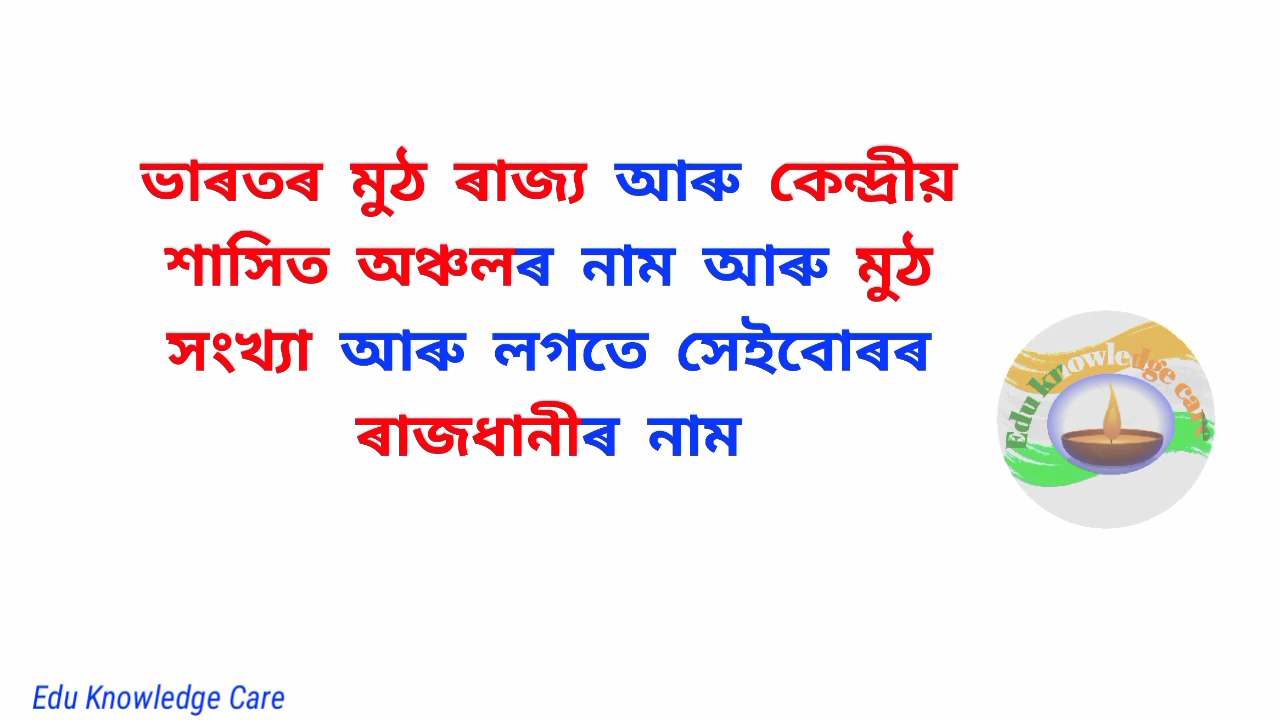 ভাৰতৰ মুঠ ৰাজ্য আৰু কেন্দ্ৰীয়
শাসিত অঞ্চলৰ নাম আৰু মুঠ
সংখ্যা আৰু লগতে সেইবোৰৰ
ৰাজধানীৰ নাম
Edu knowledge care
Edu Knowledge Care